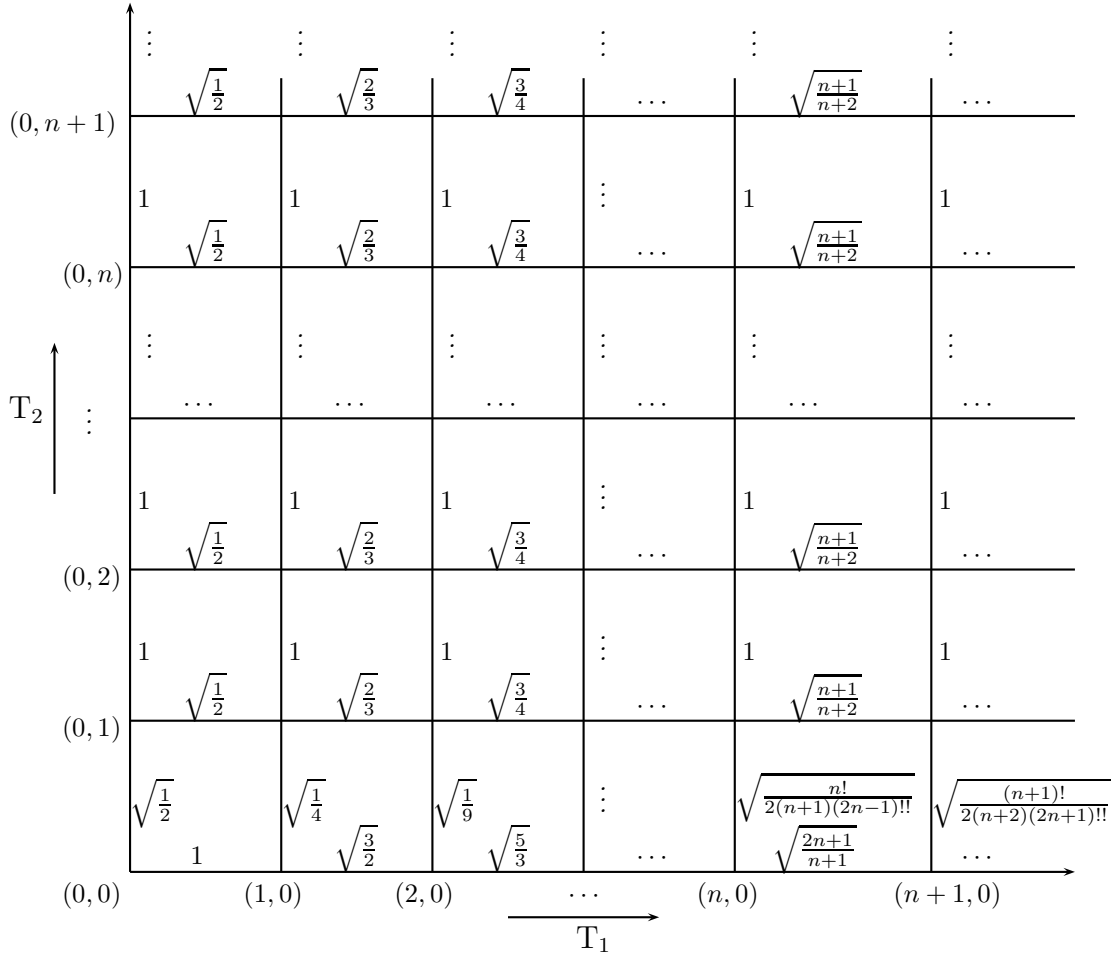 ⋮ ⋮ ⋮ ⋮ ⋮ ⋮
√(1/2) √(2/3) √(3/4) ⋯ √((n+1)/(n+2)) ⋯
(0, n + 1)
1 1 1 ⋮ 1 1
√(1/2) √(2/3) √(3/4) ⋯ √((n+1)/(n+2)) ⋯
(0, n)
⋮ ⋮ ⋮ ⋮ ⋮ ⋮
⋯ ⋯ ⋯ ⋯ ⋯ ⋯
T₂ ⋮
1 1 1 ⋮ 1 1
√(1/2) √(2/3) √(3/4) ⋯ √((n+1)/(n+2)) ⋯
(0, 2)
1 1 1 ⋮ 1 1
√(1/2) √(2/3) √(3/4) ⋯ √((n+1)/(n+2)) ⋯
(0, 1)
√(1/2) √(1/4) √(1/9) ⋮ √(n!/(2(n+1)(2n−1)!!)) √((n+1)!/(2(n+2)(2n+1)!!))
1 √(3/2) √(5/3) ⋯ √((2n+1)/(n+1)) ⋯
(0, 0) (1, 0) (2, 0) ⋯ (n, 0) (n + 1, 0)
T₁